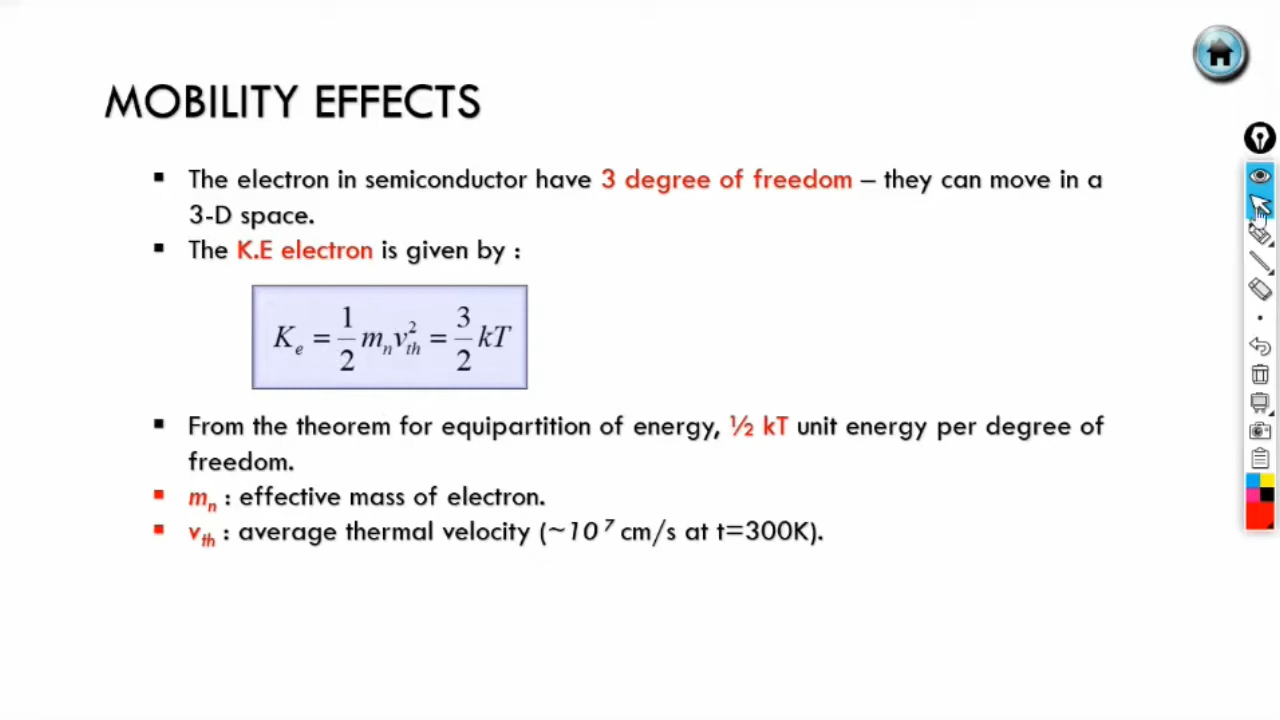 MOBILITY EFFECTS
▪ The electron in semiconductor have 3 degree of freedom – they can move in a
3-D space.
▪ The K.E electron is given by :
K_e = 1/2 m_n v_th^2 = 3/2 kT
▪ From the theorem for equipartition of energy, ½ kT unit energy per degree of
freedom.
▪ m_n : effective mass of electron.
▪ v_th : average thermal velocity (~10^7 cm/s at t=300K).